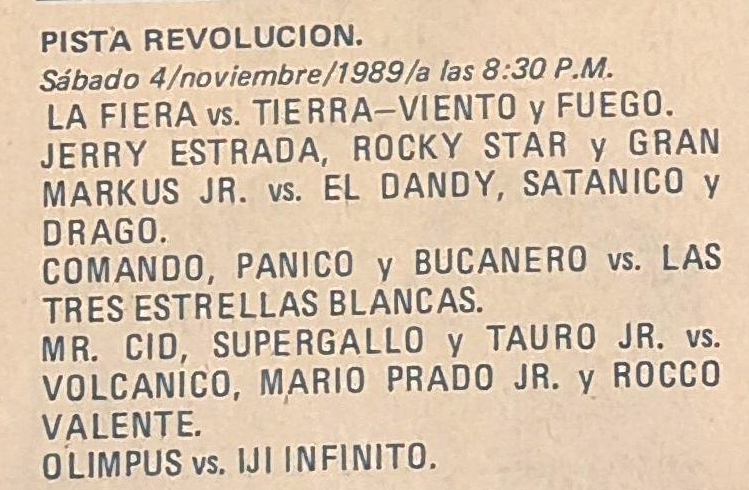 PISTA REVOLUCION.
Sábado 4/noviembre/1989/a las 8:30 P.M.
LA FIERA vs. TIERRA-VIENTO y FUEGO.
JERRY ESTRADA, ROCKY STAR y GRAN
MARKUS JR. vs. EL DANDY, SATANICO y
DRAGO.
COMANDO, PANICO y BUCANERO vs. LAS
TRES ESTRELLAS BLANCAS.
MR. CID, SUPERGALLO y TAURO JR. vs.
VOLCANICO, MARIO PRADO JR. y ROCCO
VALENTE.
OLIMPUS vs. IJI INFINITO.